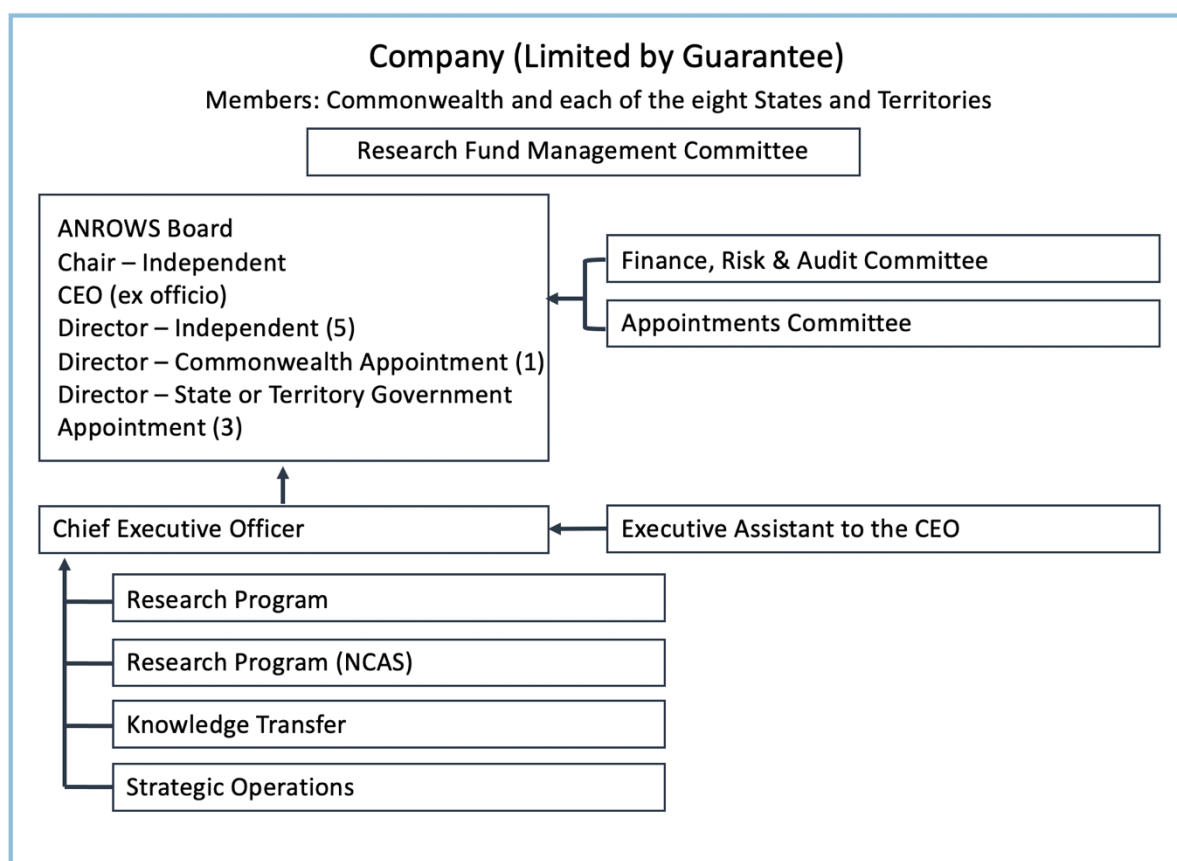 Company (Limited by Guarantee)
Members: Commonwealth and each of the eight States and Territories
Research Fund Management Committee
ANROWS Board
Chair – Independent
CEO (ex officio)
Director – Independent (5)
Director – Commonwealth Appointment (1)
Director – State or Territory Government
Appointment (3)
Finance, Risk & Audit Committee
Appointments Committee
Chief Executive Officer
Executive Assistant to the CEO
Research Program
Research Program (NCAS)
Knowledge Transfer
Strategic Operations